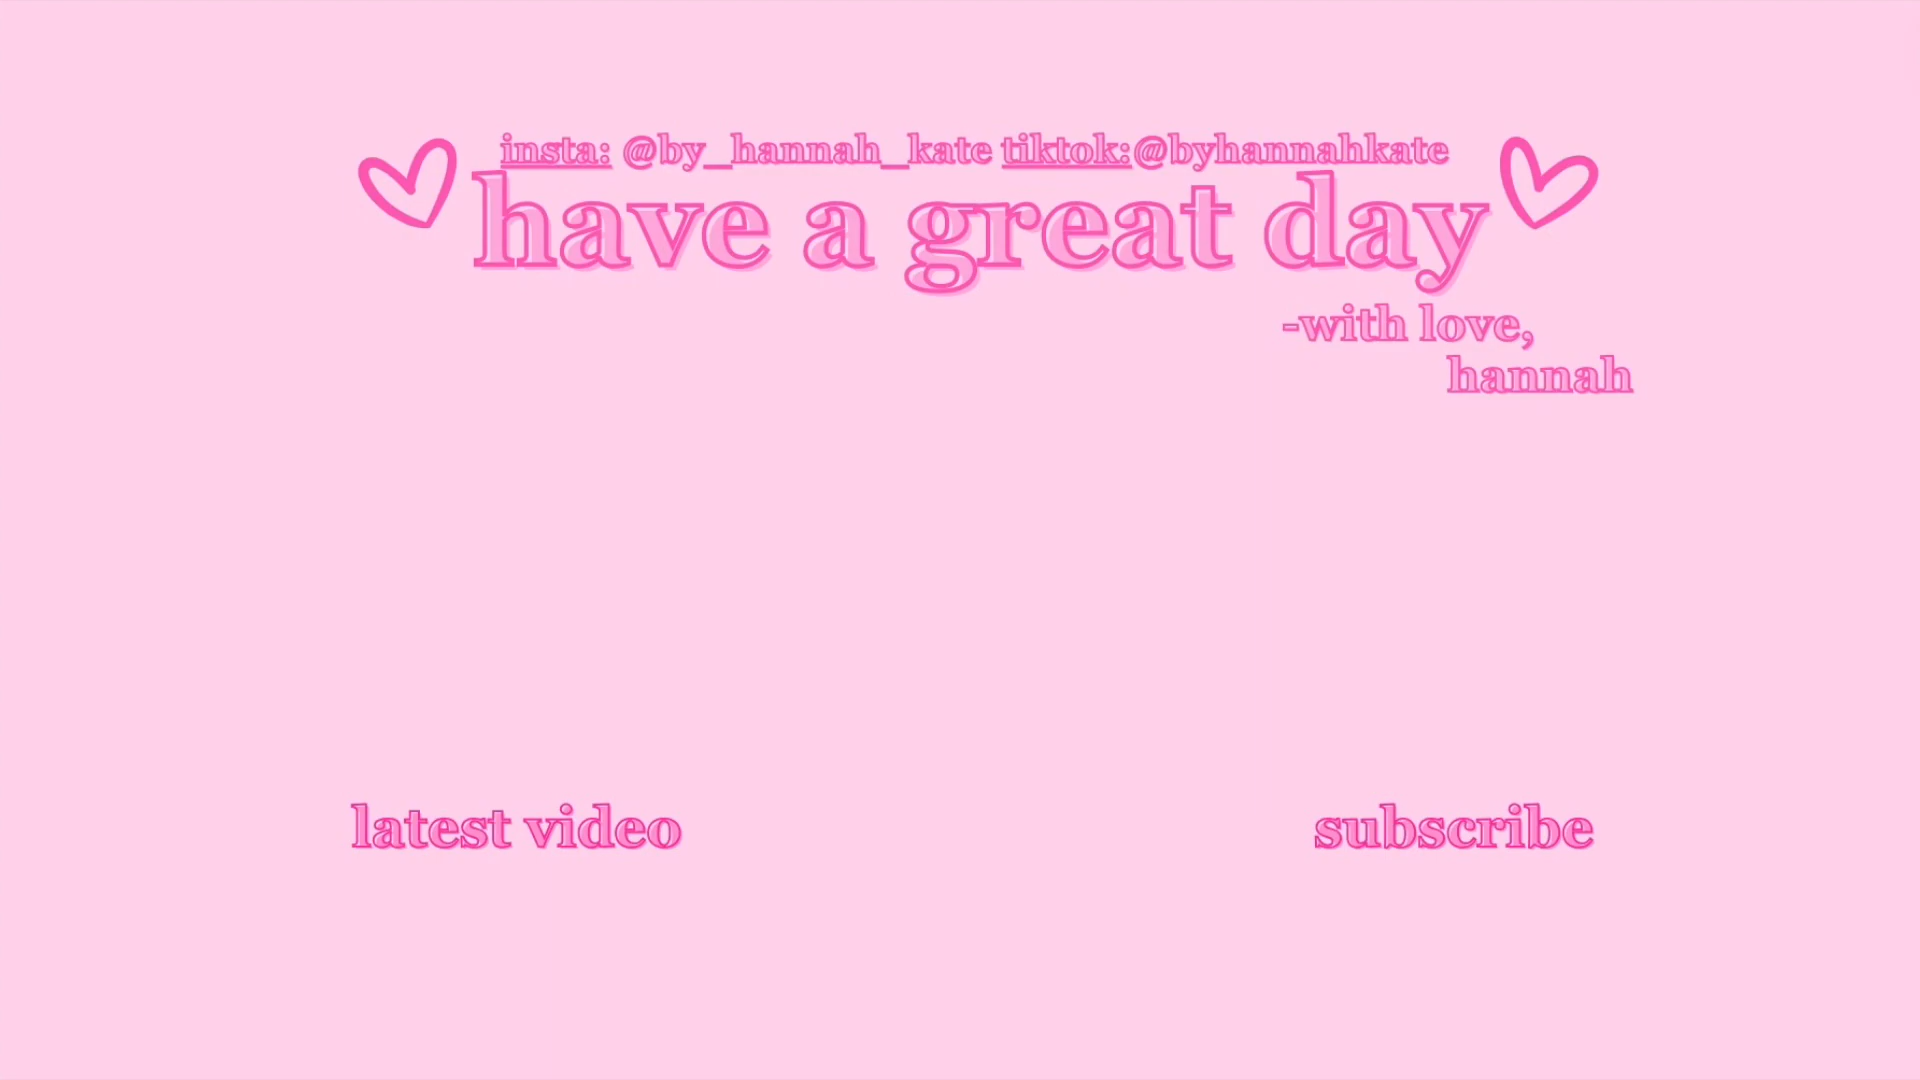 insta: @by_hannah_kate tiktok:@byhannahkate
have a great day
-with love,
hannah
latest video
subscribe